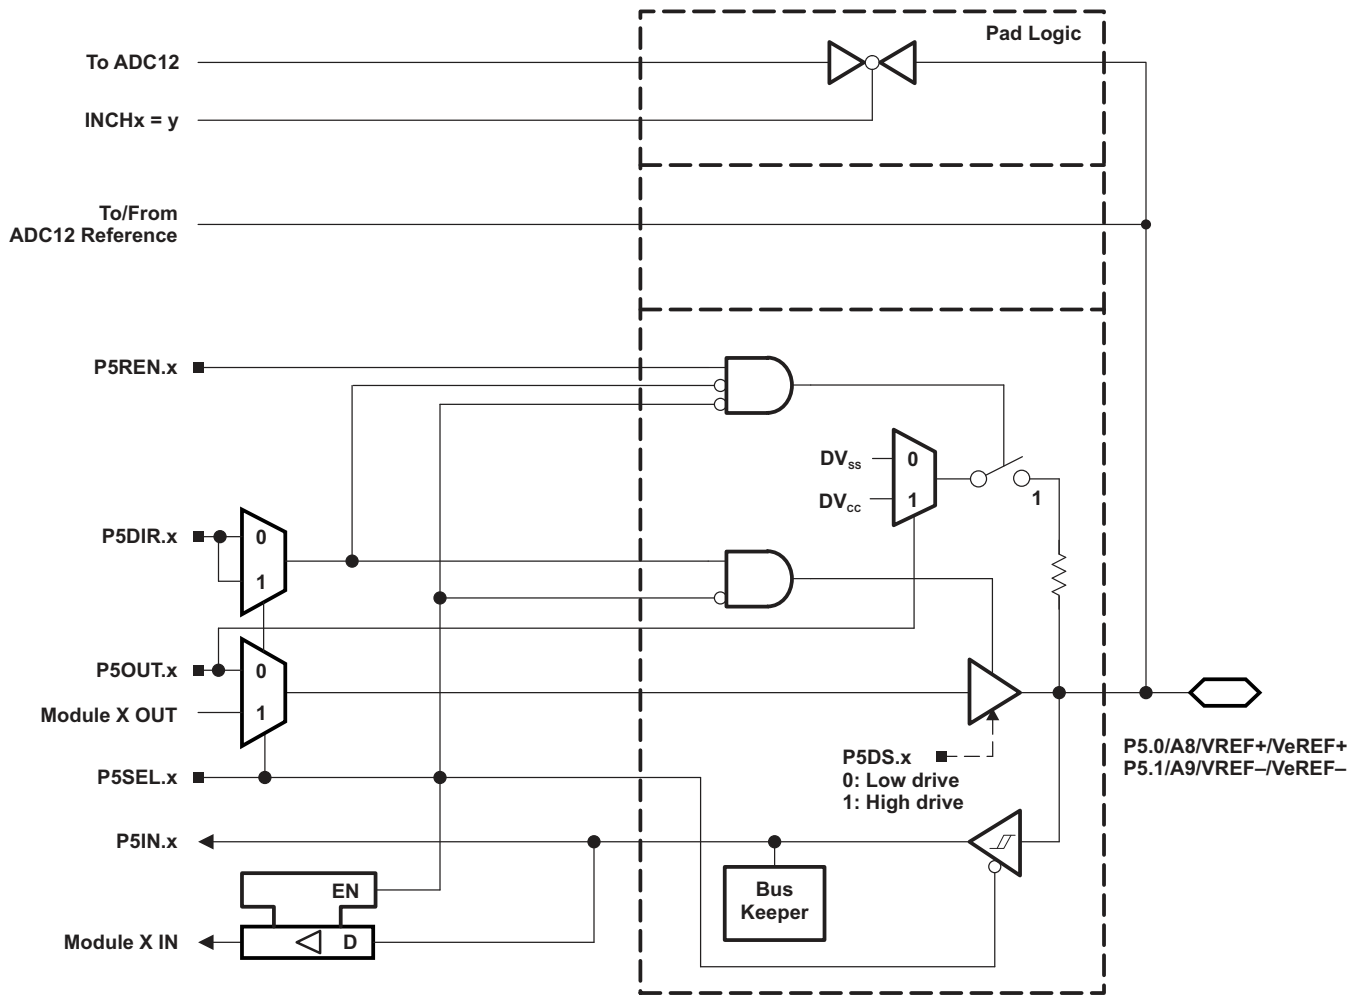 Pad Logic
To ADC12
INCHx = y
To/From
ADC12 Reference
P5REN.x
DVss
0
DVcc
1
1
P5DIR.x
0
1
P5OUT.x
0
Module X OUT
1
P5DS.x
0: Low drive
1: High drive
P5.0/A8/VREF+/VeREF+
P5.1/A9/VREF–/VeREF–
P5SEL.x
P5IN.x
EN
Bus
Keeper
Module X IN
D